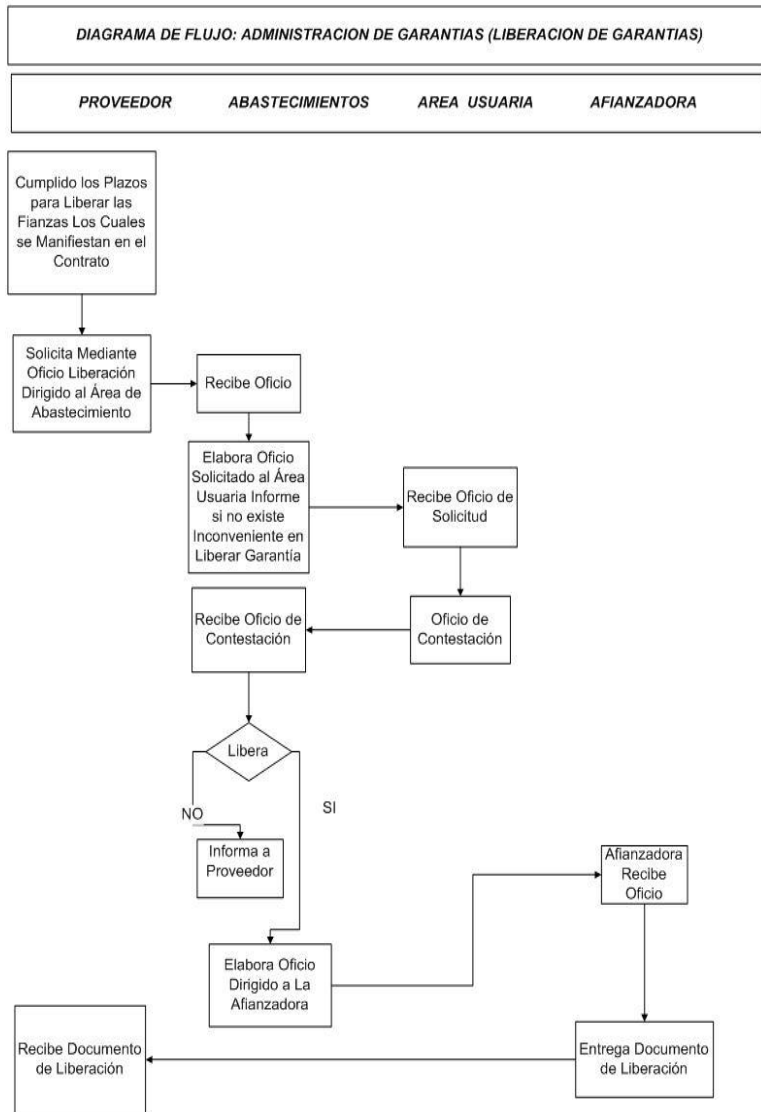 DIAGRAMA DE FLUJO: ADMINISTRACION DE GARANTIAS (LIBERACION DE GARANTIAS)
PROVEEDOR ABASTECIMIENTOS AREA USUARIA AFIANZADORA
Cumplido los Plazos
para Liberar las
Fianzas Los Cuales
se Manifiestan en el
Contrato
Solicita Mediante
Oficio Liberación
Dirigido al Área de
Abastecimiento
Recibe Oficio
Elabora Oficio
Solicitado al Área
Usuaria Informe
si no existe
Inconveniente en
Liberar Garantía
Recibe Oficio de
Solicitud
Oficio de
Contestación
Recibe Oficio de
Contestación
Libera
NO
SI
Informa a
Proveedor
Elabora Oficio
Dirigido a La
Afianzadora
Afianzadora
Recibe
Oficio
Entrega Documento
de Liberación
Recibe Documento
de Liberación